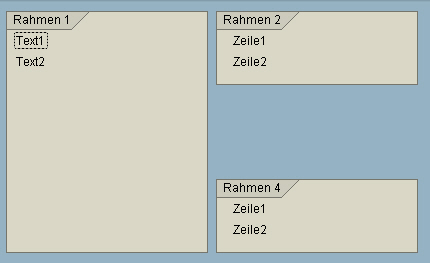 Rahmen 1
Text1
Text2
Rahmen 2
Zeile1
Zeile2
Rahmen 4
Zeile1
Zeile2